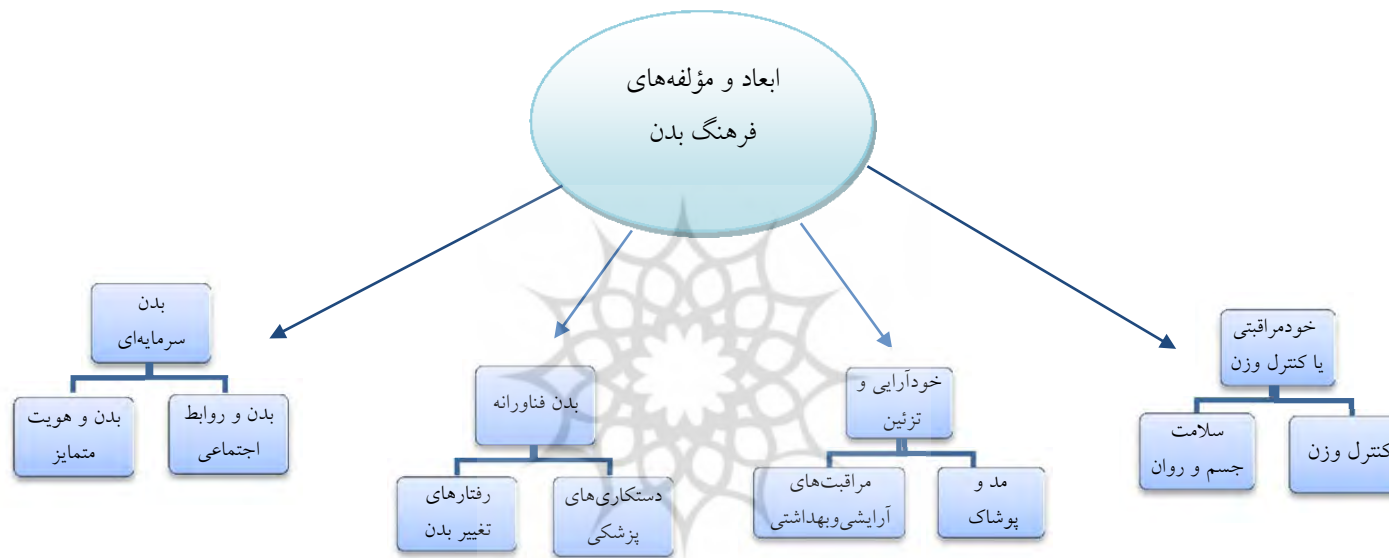 ابعاد و مؤلفه‌های
فرهنگ بدن
خودمراقبتی
یا کنترل وزن
کنترل وزن
سلامت
جسم و روان
خودآرایی و
تزئین
مد و
پوشاک
مراقبت‌های
آرایشی‌وبهداشتی
بدن فناورانه
دستکاری‌های
پزشکی
رفتارهای
تغییر بدن
بدن
سرمایه‌ای
بدن و روابط
اجتماعی
بدن و هویت
متمایز